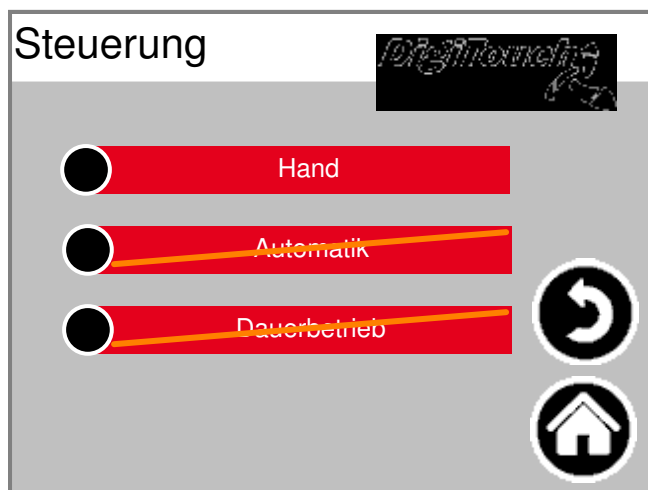 Steuerung
DigiTouch
Hand
Automatik
Dauerbetrieb